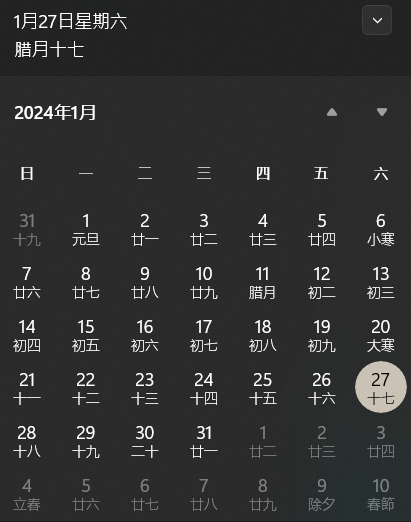 1月27日星期六
腊月十七
2024年1月
日 一 二 三 四 五 六
31 1 2 3 4 5 6
十九 元旦 廿一 廿二 廿三 廿四 小寒
7 8 9 10 11 12 13
廿六 廿七 廿八 廿九 腊月 初二 初三
14 15 16 17 18 19 20
初四 初五 初六 初七 初八 初九 大寒
21 22 23 24 25 26 27
十一 十二 十三 十四 十五 十六 十七
28 29 30 31 1 2 3
十八 十九 二十 廿一 廿二 廿三 廿四
4 5 6 7 8 9 10
立春 廿六 廿七 廿八 廿九 除夕 春節